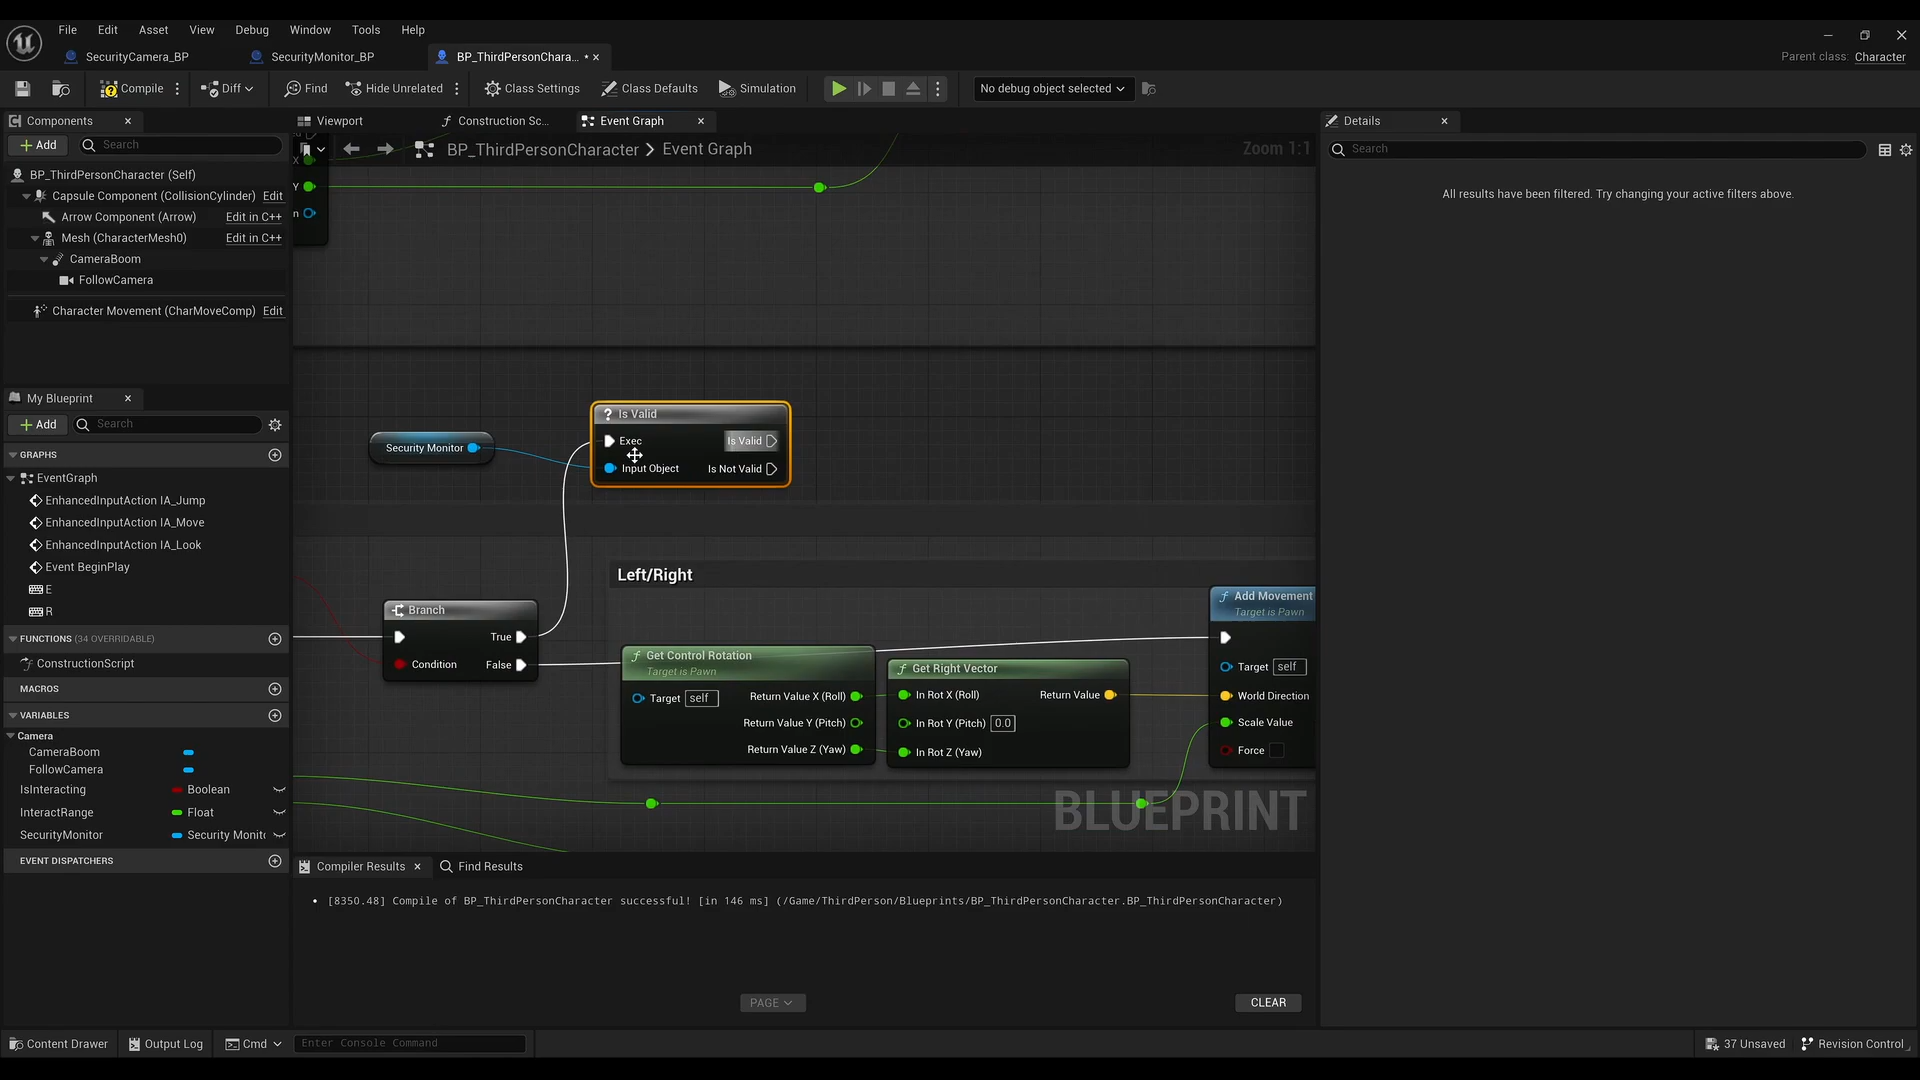 File Edit Asset View Debug Window Tools Help
SecurityCamera_BP SecurityMonitor_BP BP_ThirdPersonChara... *
Parent class: Character
Compile Diff Find Hide Unrelated Class Settings Class Defaults Simulation No debug object selected
Components
Viewport Construction Sc... Event Graph
Details
Add Search
BP_ThirdPersonCharacter > Event Graph Zoom 1:1
Search
BP_ThirdPersonCharacter (Self)
Capsule Component (CollisionCylinder) Edit
Arrow Component (Arrow) Edit in C++
Mesh (CharacterMesh0) Edit in C++
CameraBoom
FollowCamera
Character Movement (CharMoveComp) Edit
All results have been filtered. Try changing your active filters above.
X
Y
n
My Blueprint
Add Search
GRAPHS
EventGraph
EnhancedInputAction IA_Jump
EnhancedInputAction IA_Move
EnhancedInputAction IA_Look
Event BeginPlay
E
R
FUNCTIONS (34 OVERRIDABLE)
ConstructionScript
MACROS
VARIABLES
Camera
CameraBoom
FollowCamera
IsInteracting Boolean
InteractRange Float
SecurityMonitor Security Monit
EVENT DISPATCHERS
Security Monitor
? Is Valid
Exec Is Valid
Input Object Is Not Valid
Branch
True
Condition False
Left/Right
Get Control Rotation
Target is Pawn
Target self Return Value X (Roll)
Return Value Y (Pitch)
Return Value Z (Yaw)
Get Right Vector
In Rot X (Roll) Return Value
In Rot Y (Pitch) 0.0
In Rot Z (Yaw)
Add Movement
Target is Pawn
Target self
World Direction
Scale Value
Force
BLUEPRINT
Compiler Results Find Results
• [8350.48] Compile of BP_ThirdPersonCharacter successful! [in 146 ms] (/Game/ThirdPerson/Blueprints/BP_ThirdPersonCharacter.BP_ThirdPersonCharacter)
PAGE CLEAR
Content Drawer Output Log Cmd Enter Console Command 37 Unsaved Revision Control